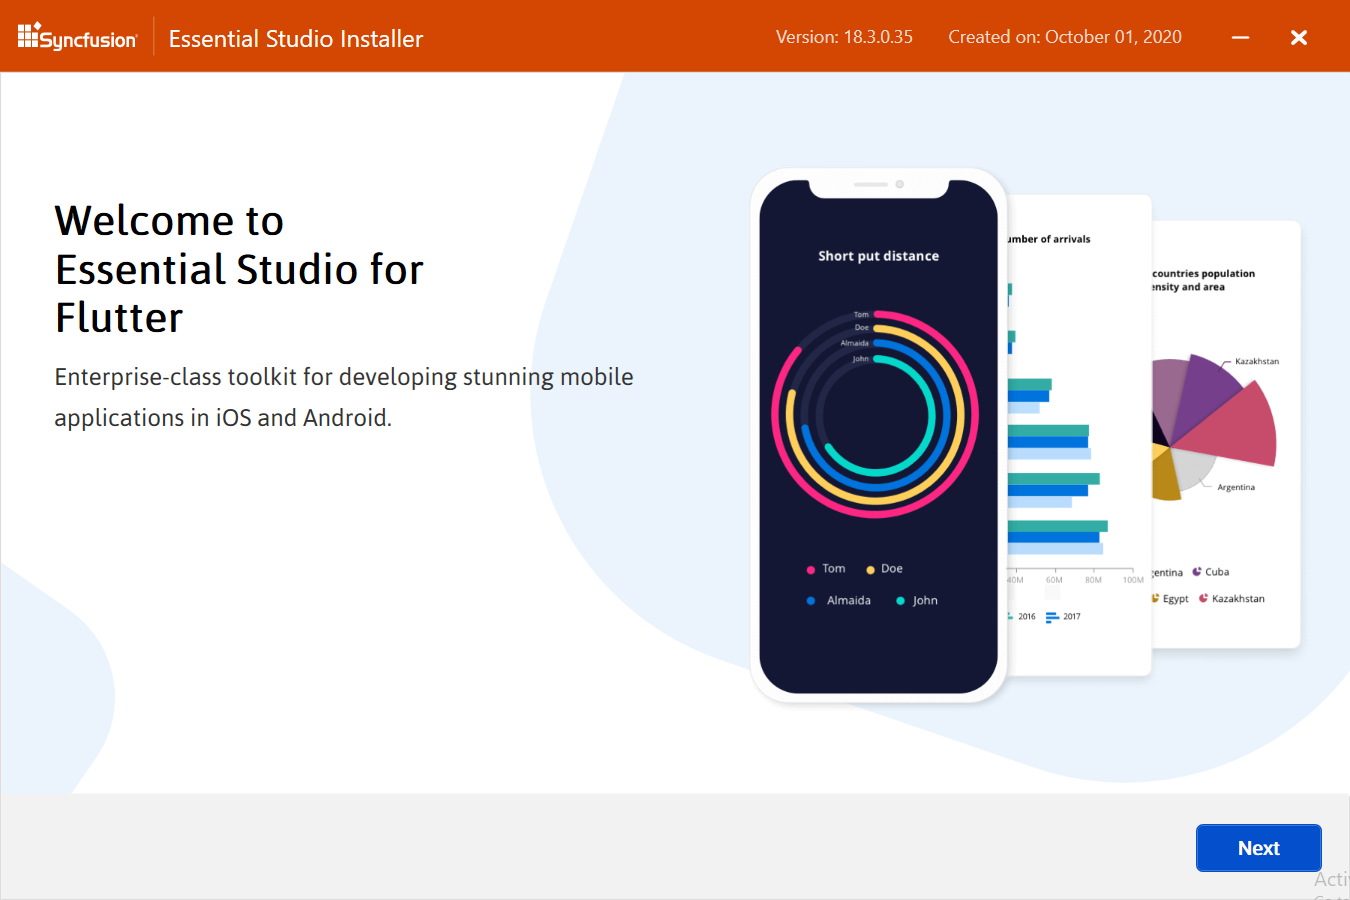 Syncfusion
Essential Studio Installer
Version: 18.3.0.35
Created on: October 01, 2020
Welcome to
Essential Studio for
Flutter
Enterprise-class toolkit for developing stunning mobile
applications in iOS and Android.
Short put distance
Tom
Doe
Almaida
John
Tom
Doe
Almaida
John
umber of arrivals
40M 60M 80M 100M
2016 2017
countries population
ensity and area
Kazakhstan
Argentina
gentina Cuba
Egypt Kazakhstan
Next
Acti